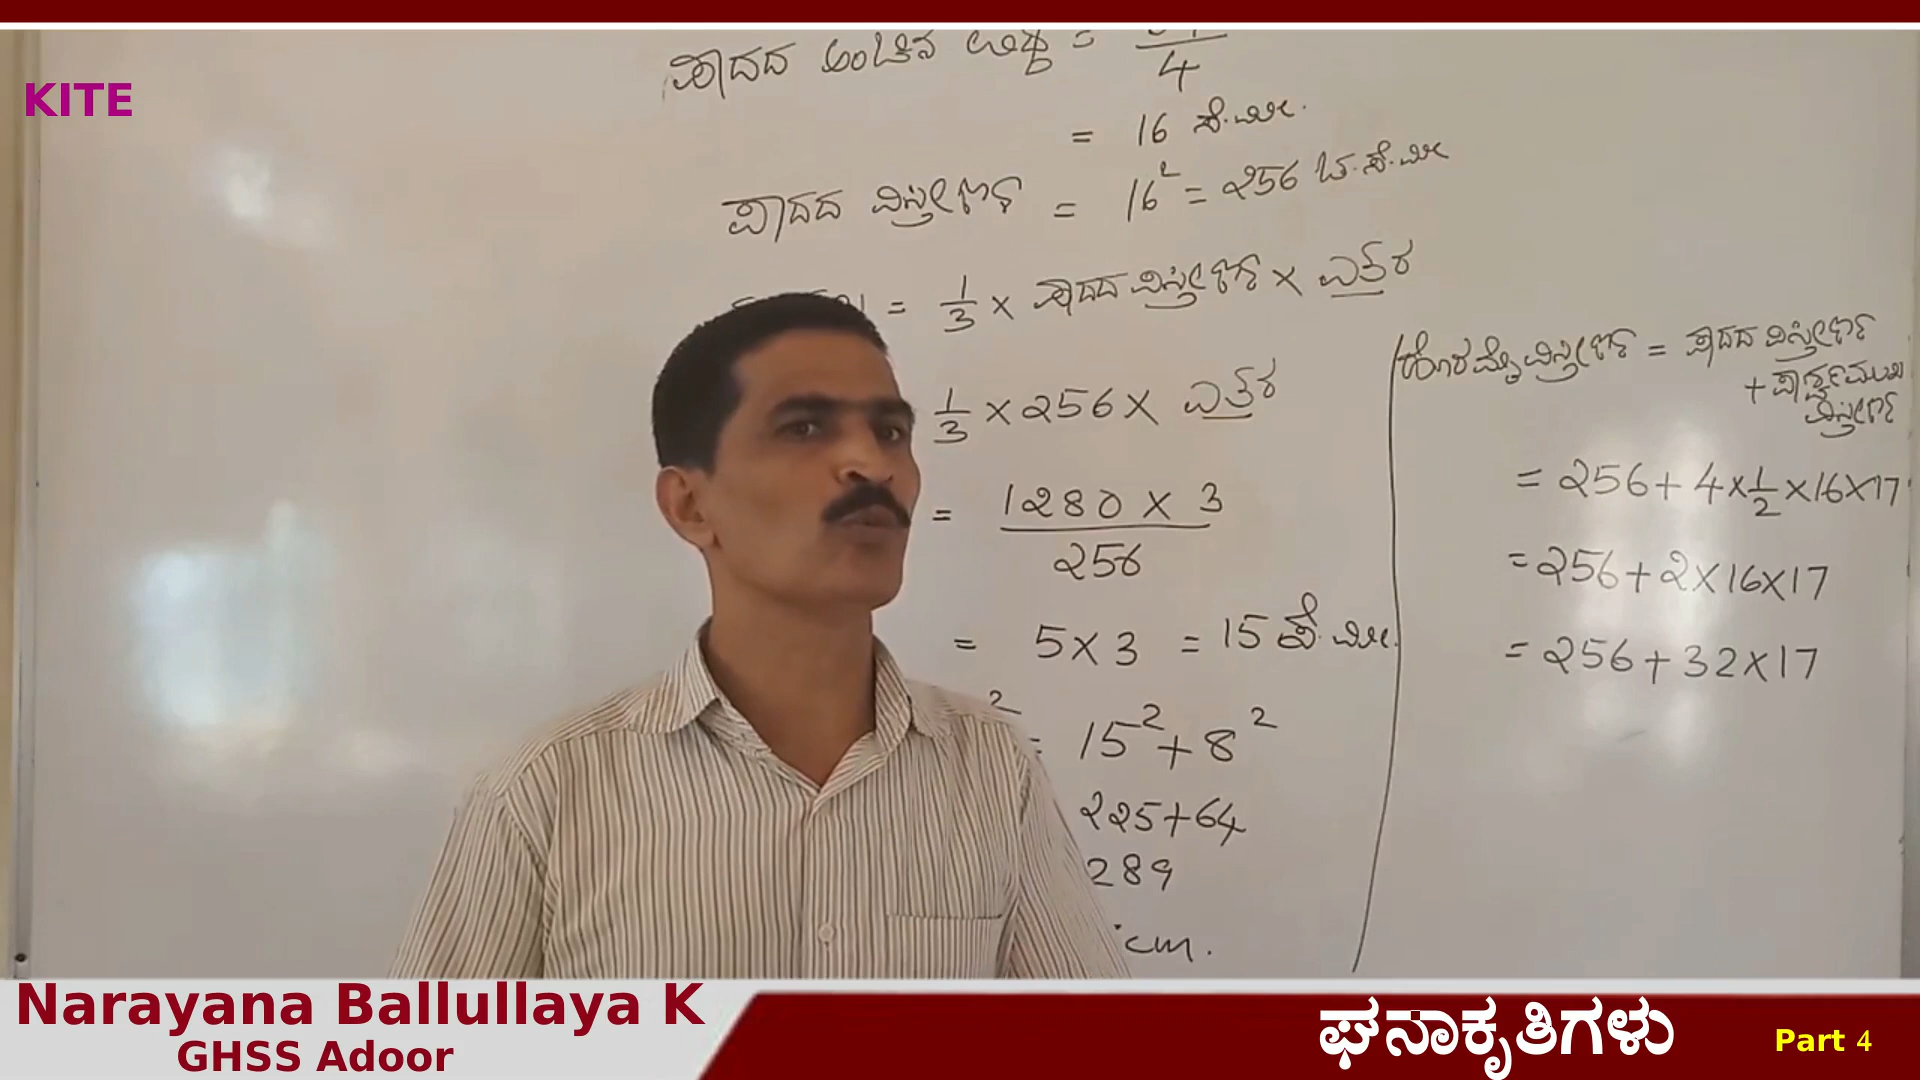 KITE
ಪಾದದ ಅಂಚಿನ ಉದ್ದ = 64/4
= 16 ಸೆ.ಮೀ.
ಪಾದದ ವಿಸ್ತೀರ್ಣ = 16² = 256 ಚ.ಸೆ.ಮೀ
= 1/3 × ಪಾದದ ವಿಸ್ತೀರ್ಣ × ಎತ್ತರ
1/3 × 256 × ಎತ್ತರ
= 1280 × 3 / 256
= 5 × 3 = 15 ಸೆ.ಮೀ.
2 = 15² + 8²
225 + 64
289
cm.
ಹೊರಮೈವಿಸ್ತೀರ್ಣ = ಪಾದದ ವಿಸ್ತೀರ್ಣ
+ ಪಾರ್ಶ್ವಮುಖ
ವಿಸ್ತೀರ್ಣ
= 256 + 4 × 1/2 × 16 × 17
= 256 + 2 × 16 × 17
= 256 + 32 × 17
Narayana Ballullaya K
GHSS Adoor
ಘನಾಕೃತಿಗಳು
Part 4